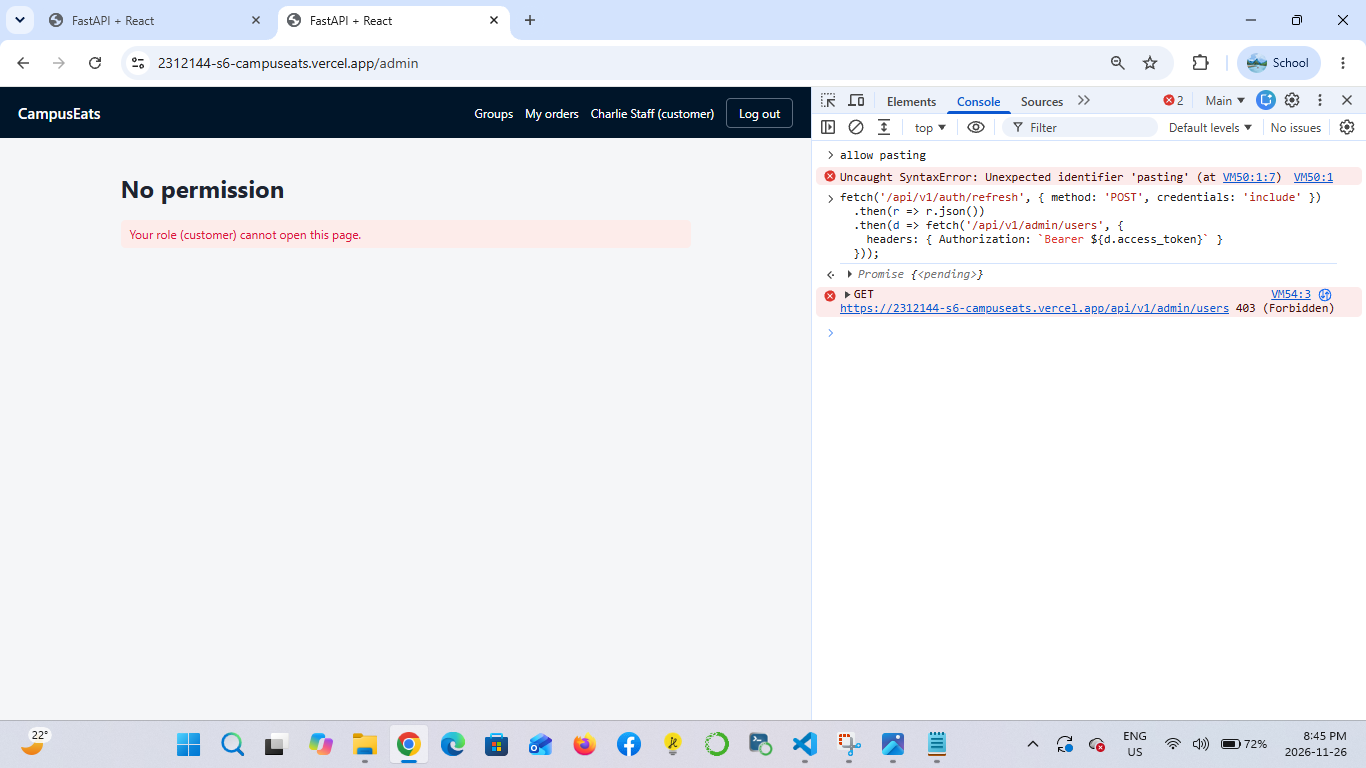 FastAPI + React
FastAPI + React
2312144-s6-campuseats.vercel.app/admin
School
CampusEats
Groups
My orders
Charlie Staff (customer)
Log out
No permission
Your role (customer) cannot open this page.
Elements
Console
Sources
2
Main
top
Filter
Default levels
No issues
allow pasting
Uncaught SyntaxError: Unexpected identifier 'pasting' (at VM50:1:7) VM50:1
fetch('/api/v1/auth/refresh', { method: 'POST', credentials: 'include' })
.then(r => r.json())
.then(d => fetch('/api/v1/admin/users', {
headers: { Authorization: `Bearer ${d.access_token}` }
}));
Promise {<pending>}
GET VM54:3
https://2312144-s6-campuseats.vercel.app/api/v1/admin/users 403 (Forbidden)
22°
ENG
US
72%
8:45 PM
2026-11-26